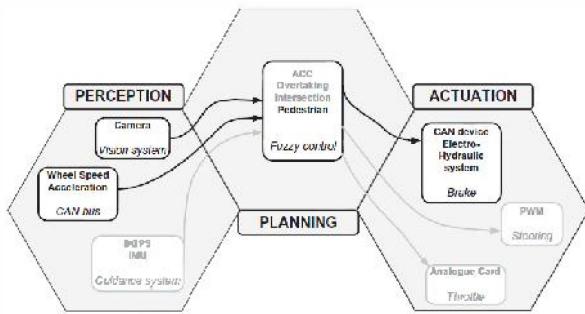 PERCEPTION
Camera
Vision system
Wheel Speed
Acceleration
CAN bus
DGPS
IMU
Guidance system
ACC
Overtaking
Intersection
Pedestrian
Fuzzy control
PLANNING
ACTUATION
CAN device
Electro-
Hydraulic
system
Brake
PWM
Steering
Analogue Card
Throttle